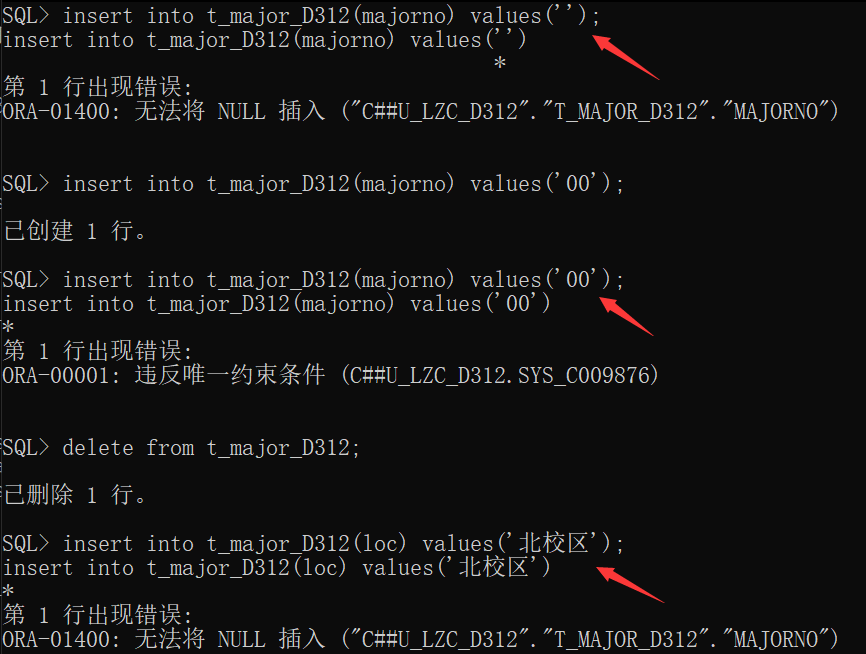 SQL> insert into t_major_D312(majorno) values('');
insert into t_major_D312(majorno) values('')
*
第 1 行出现错误:
ORA-01400: 无法将 NULL 插入 ("C##U_LZC_D312"."T_MAJOR_D312"."MAJORNO")
SQL> insert into t_major_D312(majorno) values('00');
已创建 1 行。
SQL> insert into t_major_D312(majorno) values('00');
insert into t_major_D312(majorno) values('00')
*
第 1 行出现错误:
ORA-00001: 违反唯一约束条件 (C##U_LZC_D312.SYS_C009876)
SQL> delete from t_major_D312;
已删除 1 行。
SQL> insert into t_major_D312(loc) values('北校区');
insert into t_major_D312(loc) values('北校区')
*
第 1 行出现错误:
ORA-01400: 无法将 NULL 插入 ("C##U_LZC_D312"."T_MAJOR_D312"."MAJORNO")